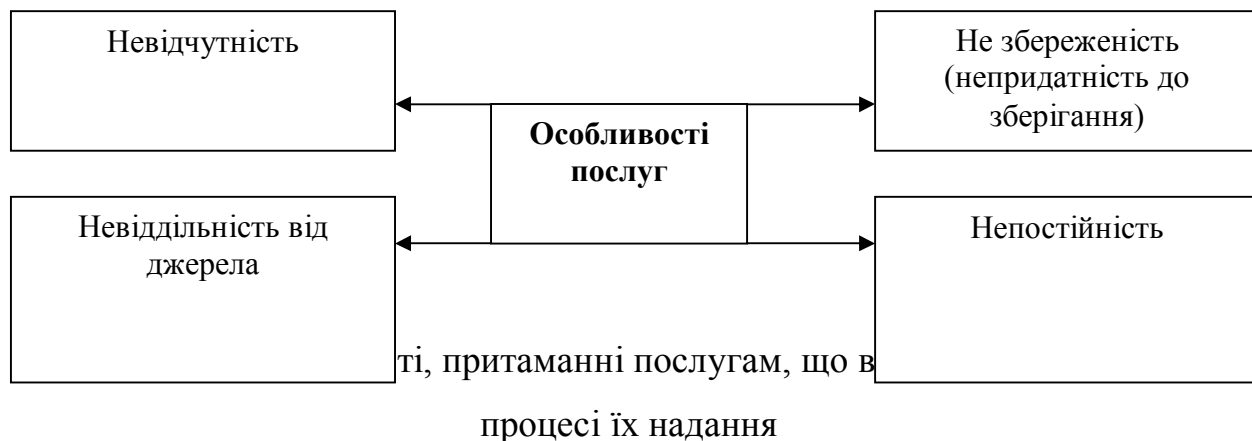 Невідчутність
Не збереженість
(непридатність до
зберігання)
Особливості
послуг
Невіддільність від
джерела
Непостійність
ті, притаманні послугам, що в
процесі їх надання